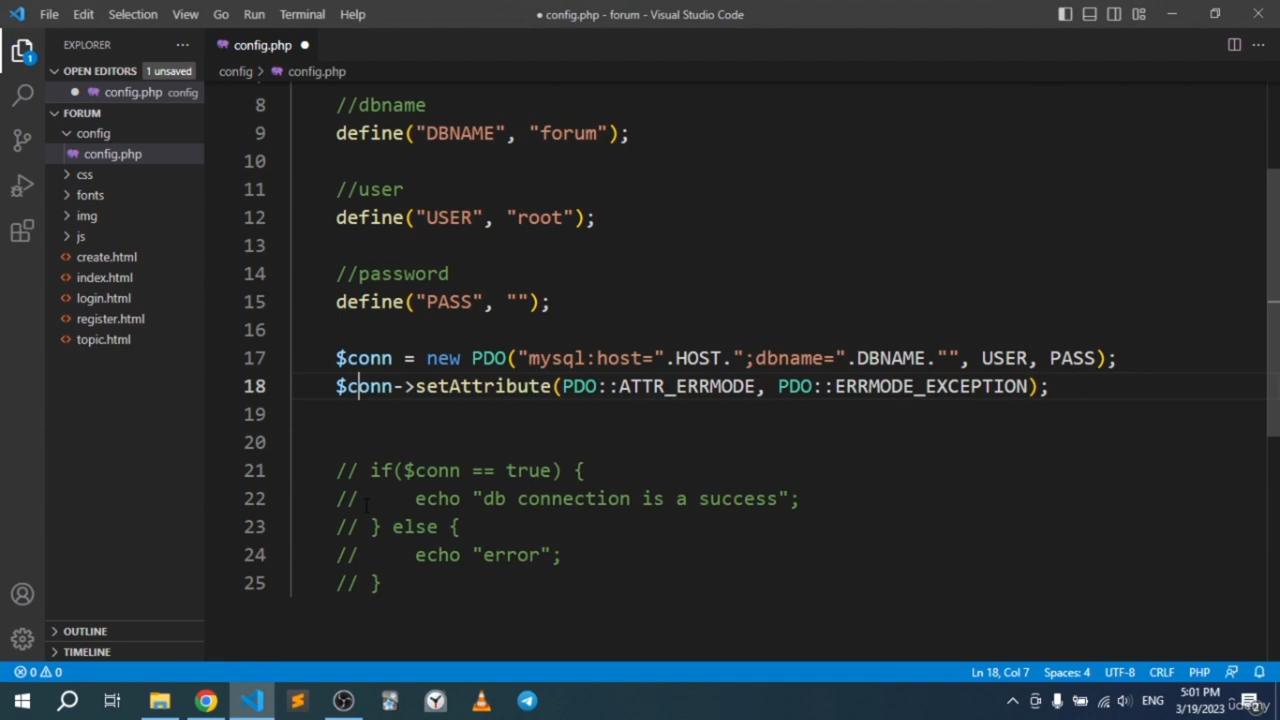 File Edit Selection View Go Run Terminal Help
● config.php - forum - Visual Studio Code
EXPLORER
config.php
OPEN EDITORS 1 unsaved
config > config.php
config.php config
FORUM
config
config.php
css
fonts
img
js
create.html
index.html
login.html
register.html
topic.html
OUTLINE
TIMELINE
8 //dbname
9 define("DBNAME", "forum");
10
11 //user
12 define("USER", "root");
13
14 //password
15 define("PASS", "");
16
17 $conn = new PDO("mysql:host=".HOST.";dbname=".DBNAME."", USER, PASS);
18 $conn->setAttribute(PDO::ATTR_ERRMODE, PDO::ERRMODE_EXCEPTION);
19
20
21 // if($conn == true) {
22 //     echo "db connection is a success";
23 // } else {
24 //     echo "error";
25 // }
0 0
Ln 18, Col 7 Spaces: 4 UTF-8 CRLF PHP
1
ENG
5:01 PM
3/19/2023
udemy